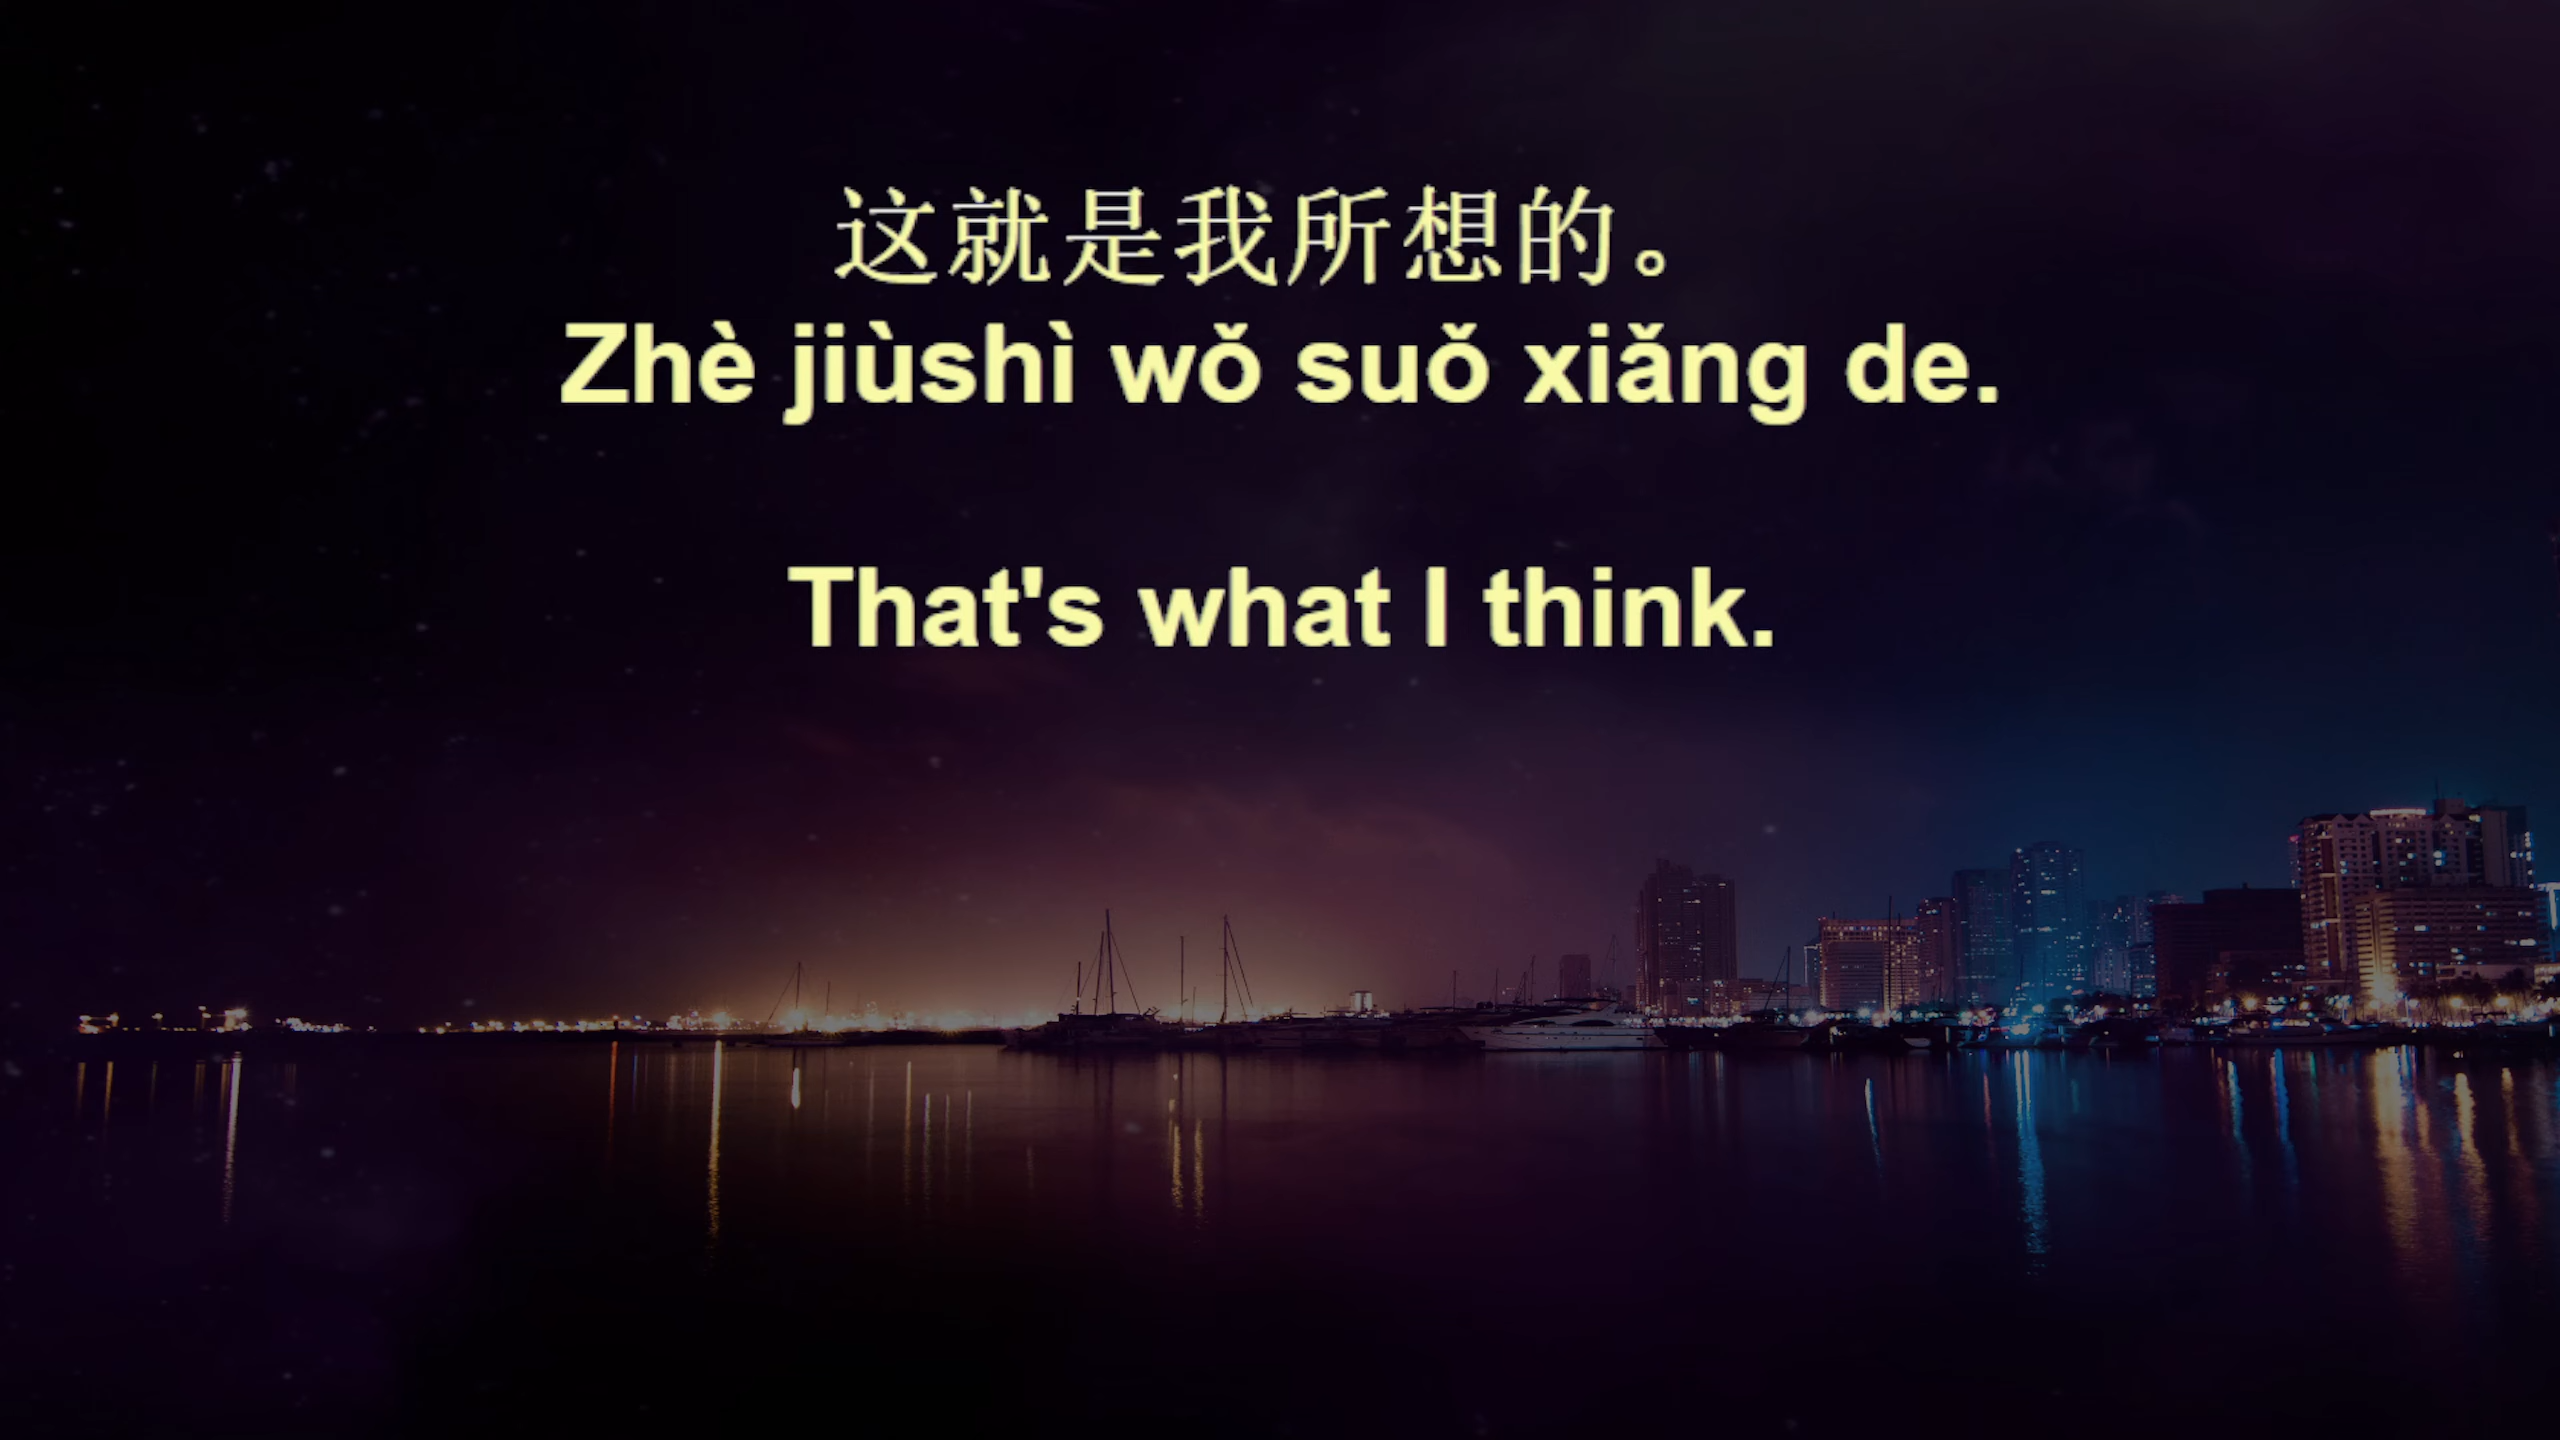 这就是我所想的。
Zhè jiùshì wǒ suǒ xiǎng de.
That's what I think.